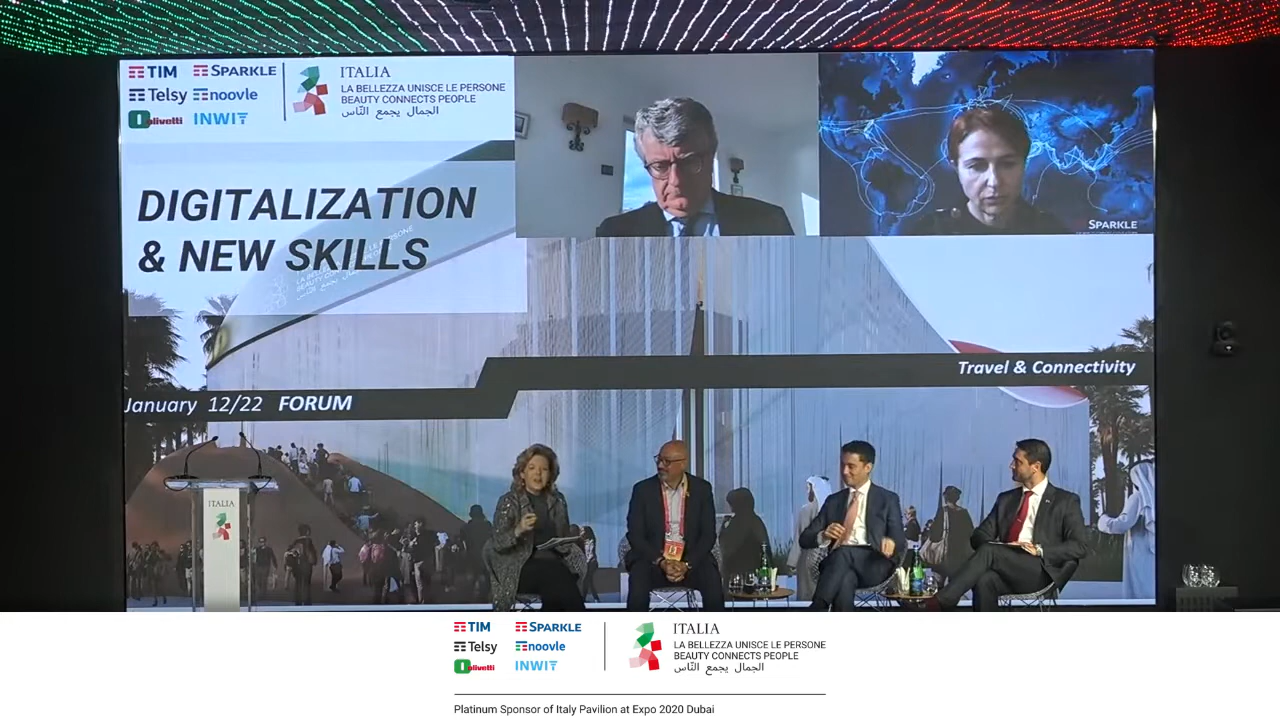 TIM SPARKLE
Telsy noovle
Olivetti INWIT
ITALIA
LA BELLEZZA UNISCE LE PERSONE
BEAUTY CONNECTS PEOPLE
الجمال يجمع النّاس
DIGITALIZATION
& NEW SKILLS
SPARKLE
Travel & Connectivity
January 12/22 FORUM
ITALIA
TIM SPARKLE
Telsy noovle
Olivetti INWIT
ITALIA
LA BELLEZZA UNISCE LE PERSONE
BEAUTY CONNECTS PEOPLE
الجمال يجمع النّاس
Platinum Sponsor of Italy Pavilion at Expo 2020 Dubai